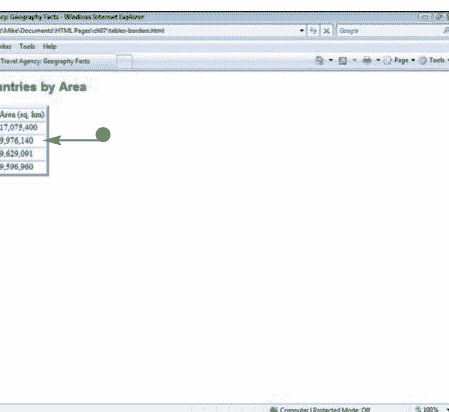 cy: Geography Facts - Windows Internet Explorer
\Mike\Documents\HTML Pages\ch07\tables-borders.html
Google
rites Tools Help
Travel Agency: Geography Facts
Page Tools
untries by Area
Area (sq. km)
17,075,400
9,976,140
9,629,091
9,596,960
Computer | Protected Mode: Off
100%